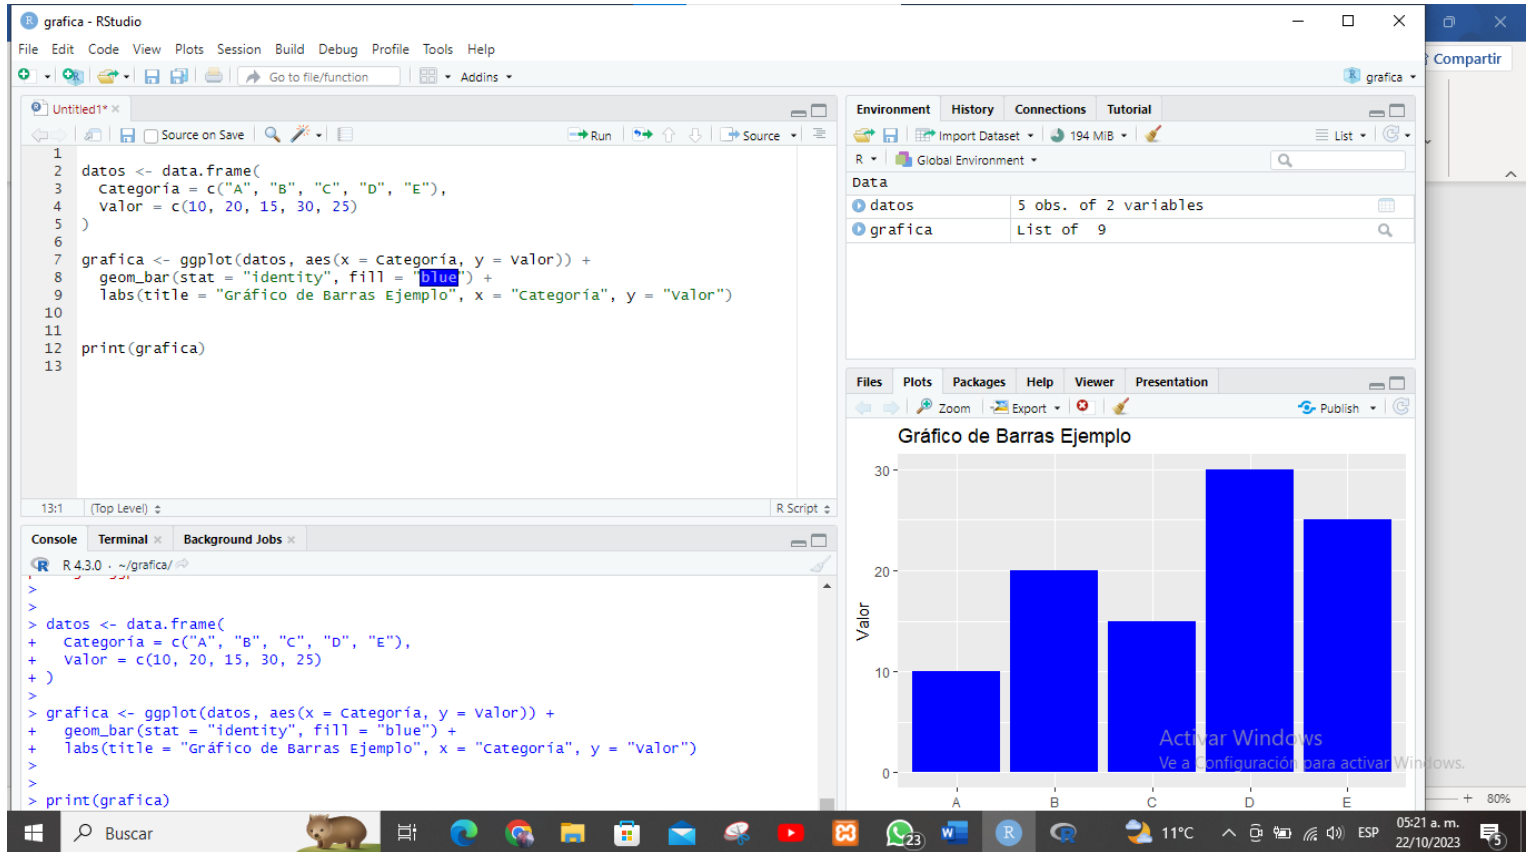 grafica - RStudio
Compartir
File Edit Code View Plots Session Build Debug Profile Tools Help
Go to file/function
Addins
grafica
Untitled1*
Source on Save
Run
Source
1
2 datos <- data.frame(
3 Categoría = c("A", "B", "C", "D", "E"),
4 Valor = c(10, 20, 15, 30, 25)
5 )
6
7 grafica <- ggplot(datos, aes(x = Categoría, y = Valor)) +
8 geom_bar(stat = "identity", fill = "blue") +
9 labs(title = "Gráfico de Barras Ejemplo", x = "Categoría", y = "Valor")
10
11
12 print(grafica)
13
13:1 (Top Level) R Script
Environment History Connections Tutorial
Import Dataset 194 MiB List
R Global Environment
Data
datos 5 obs. of 2 variables
grafica List of 9
Console Terminal Background Jobs
R 4.3.0 · ~/grafica/
>
>
> datos <- data.frame(
+ Categoría = c("A", "B", "C", "D", "E"),
+ Valor = c(10, 20, 15, 30, 25)
+ )
>
> grafica <- ggplot(datos, aes(x = Categoría, y = Valor)) +
+ geom_bar(stat = "identity", fill = "blue") +
+ labs(title = "Gráfico de Barras Ejemplo", x = "Categoría", y = "Valor")
>
>
> print(grafica)
Files Plots Packages Help Viewer Presentation
Zoom Export Publish
Gráfico de Barras Ejemplo
30
20
10
0
Valor
A B C D E
Activar Windows
Ve a Configuración para activar Windows.
80%
Buscar
23
11°C
ESP
05:21 a. m.
22/10/2023
5